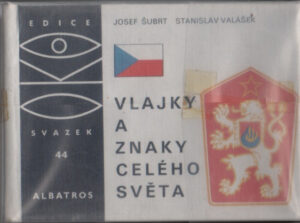 EDICE
SVAZEK
44
ALBATROS
JOSEF ŠUBRT STANISLAV VALÁŠEK
VLAJKY
A
ZNAKY
CELÉHO
SVĚTA